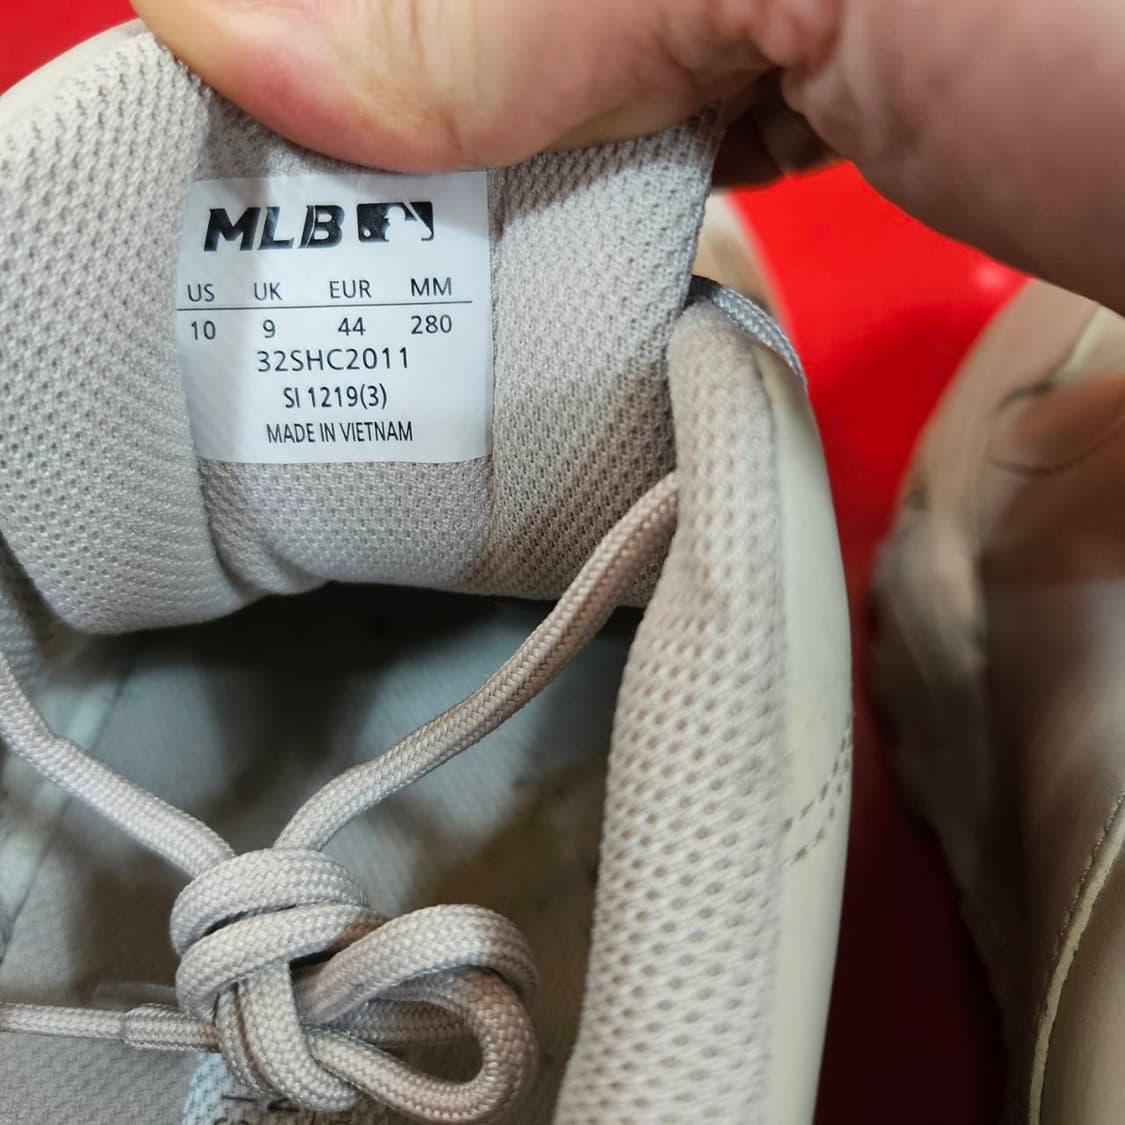 MLB
US UK EUR MM
10 9 44 280
32SHC2011
SI 1219(3)
MADE IN VIETNAM